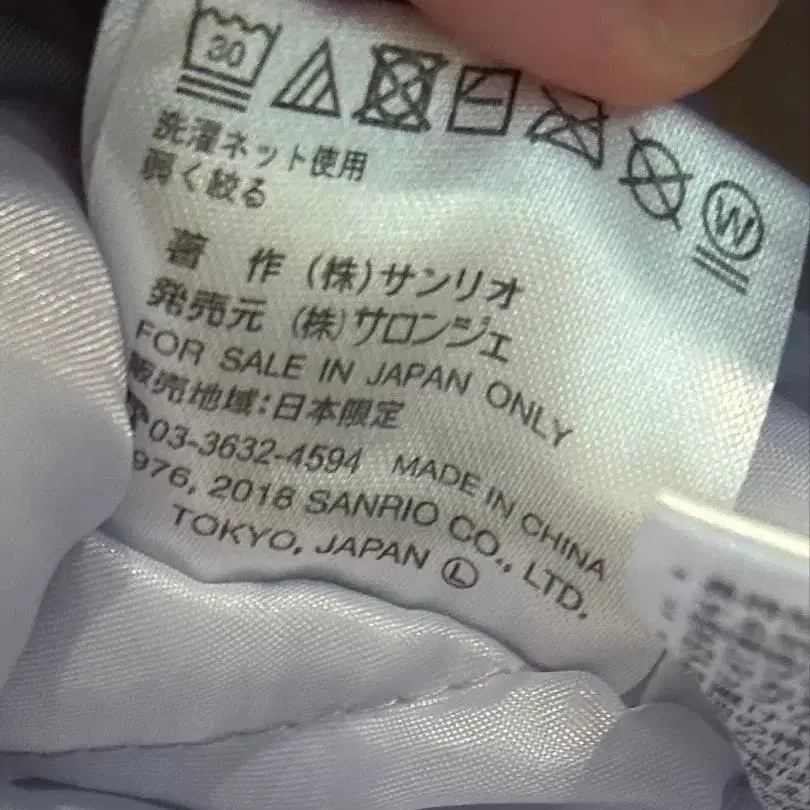 30
洗濯ネット使用
弱く絞る
著 作 (株)サンリオ
発売元 (株)サロンジェ
FOR SALE IN JAPAN ONLY
販売地域:日本限定
03-3632-4594 MADE IN CHINA
976, 2018 SANRIO CO., LTD.
TOKYO, JAPAN Ⓛ
W